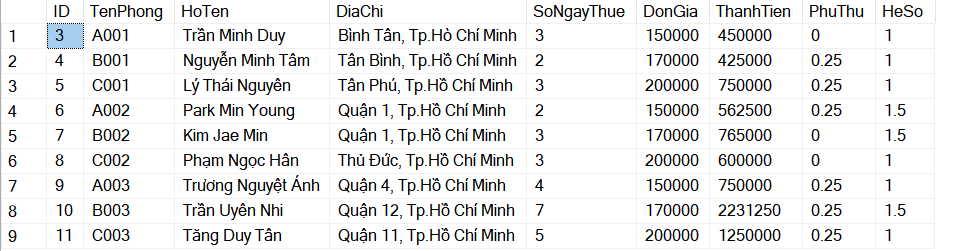 ID TenPhong HoTen DiaChi SoNgayThue DonGia ThanhTien PhuThu HeSo
1 3 A001 Trần Minh Duy Bình Tân, Tp.Hồ Chí Minh 3 150000 450000 0 1
2 4 B001 Nguyễn Minh Tâm Tân Bình, Tp.Hồ Chí Minh 2 170000 425000 0.25 1
3 5 C001 Lý Thái Nguyên Tân Phú, Tp.Hồ Chí Minh 3 200000 750000 0.25 1
4 6 A002 Park Min Young Quận 1, Tp.Hồ Chí Minh 2 150000 562500 0.25 1.5
5 7 B002 Kim Jae Min Quận 1, Tp.Hồ Chí Minh 3 170000 765000 0 1.5
6 8 C002 Phạm Ngọc Hân Thủ Đức, Tp.Hồ Chí Minh 3 200000 600000 0 1
7 9 A003 Trương Nguyệt Ánh Quận 4, Tp.Hồ Chí Minh 4 150000 750000 0.25 1
8 10 B003 Trần Uyên Nhi Quận 12, Tp.Hồ Chí Minh 7 170000 2231250 0.25 1.5
9 11 C003 Tăng Duy Tân Quận 11, Tp.Hồ Chí Minh 5 200000 1250000 0.25 1